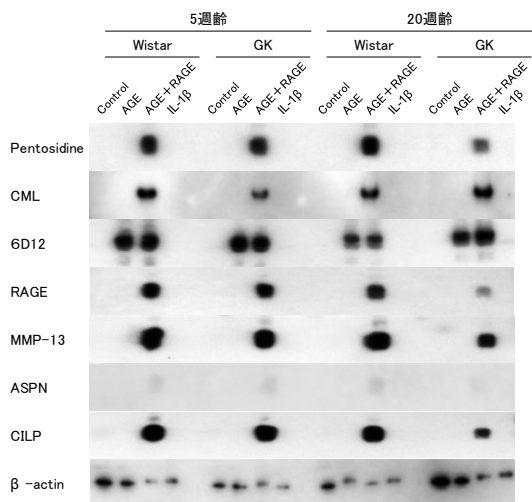 5週齢 20週齢
Wistar GK Wistar GK
Control AGE AGE+RAGE IL-1β Control AGE AGE+RAGE IL-1β Control AGE AGE+RAGE IL-1β Control AGE AGE+RAGE IL-1β
Pentosidine
CML
6D12
RAGE
MMP-13
ASPN
CILP
β-actin